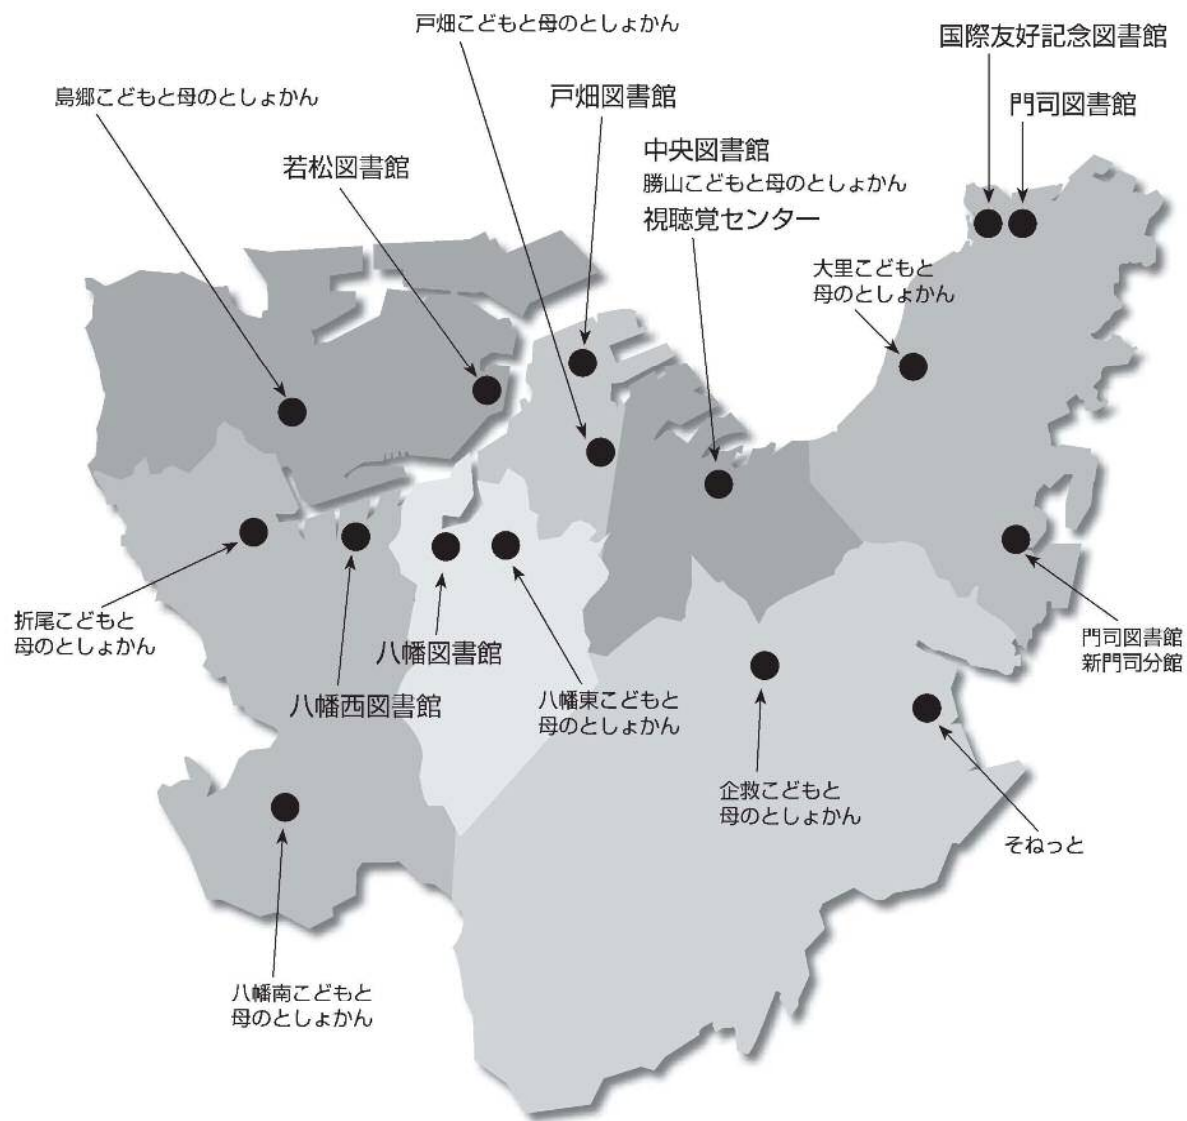 戸畑こどもと母のとしょかん
国際友好記念図書館
島郷こどもと母のとしょかん
戸畑図書館
門司図書館
若松図書館
中央図書館
勝山こどもと母のとしょかん
視聴覚センター
大里こどもと
母のとしょかん
折尾こどもと
母のとしょかん
八幡図書館
八幡西図書館
八幡東こどもと
母のとしょかん
門司図書館
新門司分館
企救こどもと
母のとしょかん
そねっと
八幡南こどもと
母のとしょかん